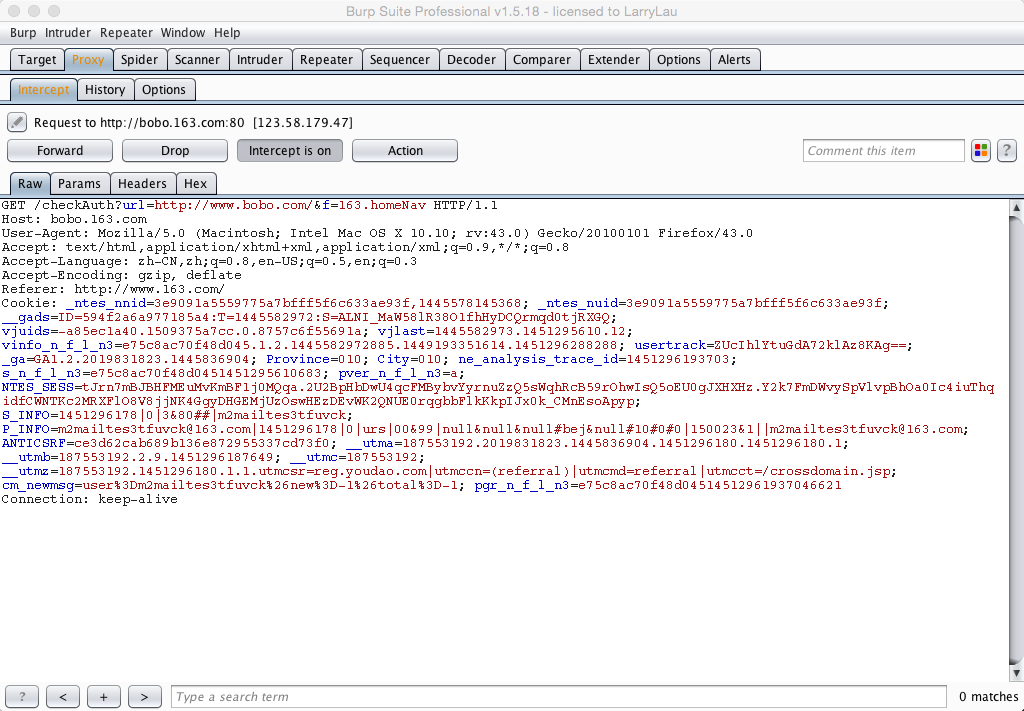 Burp Suite Professional v1.5.18 - licensed to LarryLau
Burp Intruder Repeater Window Help
Target Proxy Spider Scanner Intruder Repeater Sequencer Decoder Comparer Extender Options Alerts
Intercept History Options
Request to http://bobo.163.com:80 [123.58.179.47]
Forward Drop Intercept is on Action Comment this item ?
Raw Params Headers Hex
GET /checkAuth?url=http://www.bobo.com/&f=163.homeNav HTTP/1.1
Host: bobo.163.com
User-Agent: Mozilla/5.0 (Macintosh; Intel Mac OS X 10.10; rv:43.0) Gecko/20100101 Firefox/43.0
Accept: text/html,application/xhtml+xml,application/xml;q=0.9,*/*;q=0.8
Accept-Language: zh-CN,zh;q=0.8,en-US;q=0.5,en;q=0.3
Accept-Encoding: gzip, deflate
Referer: http://www.163.com/
Cookie: _ntes_nnid=3e9091a5559775a7bfff5f6c633ae93f,1445578145368; _ntes_nuid=3e9091a5559775a7bfff5f6c633ae93f;
__gads=ID=594f2a6a977185a4:T=1445582972:S=ALNI_MaW58lR38OlfhHyDCQrmqd0tjRXGQ;
vjuids=-a85ec1a40.1509375a7cc.0.8757c6f55691a; vjlast=1445582973.1451295610.12;
vinfo_n_f_l_n3=e75c8ac70f48d045.1.2.1445582972885.1449193351614.1451296288288; usertrack=ZUcIhlYtuGdA72klAz8KAg==;
_ga=GA1.2.2019831823.1445836904; Province=010; City=010; ne_analysis_trace_id=1451296193703;
s_n_f_l_n3=e75c8ac70f48d0451451295610683; pver_n_f_l_n3=a;
NTES_SESS=tJrn7mBJBHFMEuMvKmBF1j0MQqa.2U2BpHbDwU4qcFMBybvYyrnuZzQ5sWqhRcB59rOhwIsQ5oEU0gJXHXHz.Y2k7FmDWvySpVlvpBhOa0Ic4iuThq
idfCWNTKc2MRXFlO8V8jjNK4GgyDHGEMjUzOswHEzDEvWK2QNUE0rqgbbFlkKkpIJx0k_CMnEsoApyp;
S_INFO=1451296178|0|3&80##|m2mailtes3tfuvck;
P_INFO=m2mailtes3tfuvck@163.com|1451296178|0|urs|00&99|null&null&null#bej&null#10#0#0|150023&1||m2mailtes3tfuvck@163.com;
ANTICSRF=ce3d62cab689b136e872955337cd73f0; __utma=187553192.2019831823.1445836904.1451296180.1451296180.1;
__utmb=187553192.2.9.1451296187649; __utmc=187553192;
__utmz=187553192.1451296180.1.1.utmcsr=reg.youdao.com|utmccn=(referral)|utmcmd=referral|utmcct=/crossdomain.jsp;
cm_newmsg=user%3Dm2mailtes3tfuvck%26new%3D-1%26total%3D-1; pgr_n_f_l_n3=e75c8ac70f48d04514512961937046621
Connection: keep-alive
? < + > Type a search term 0 matches